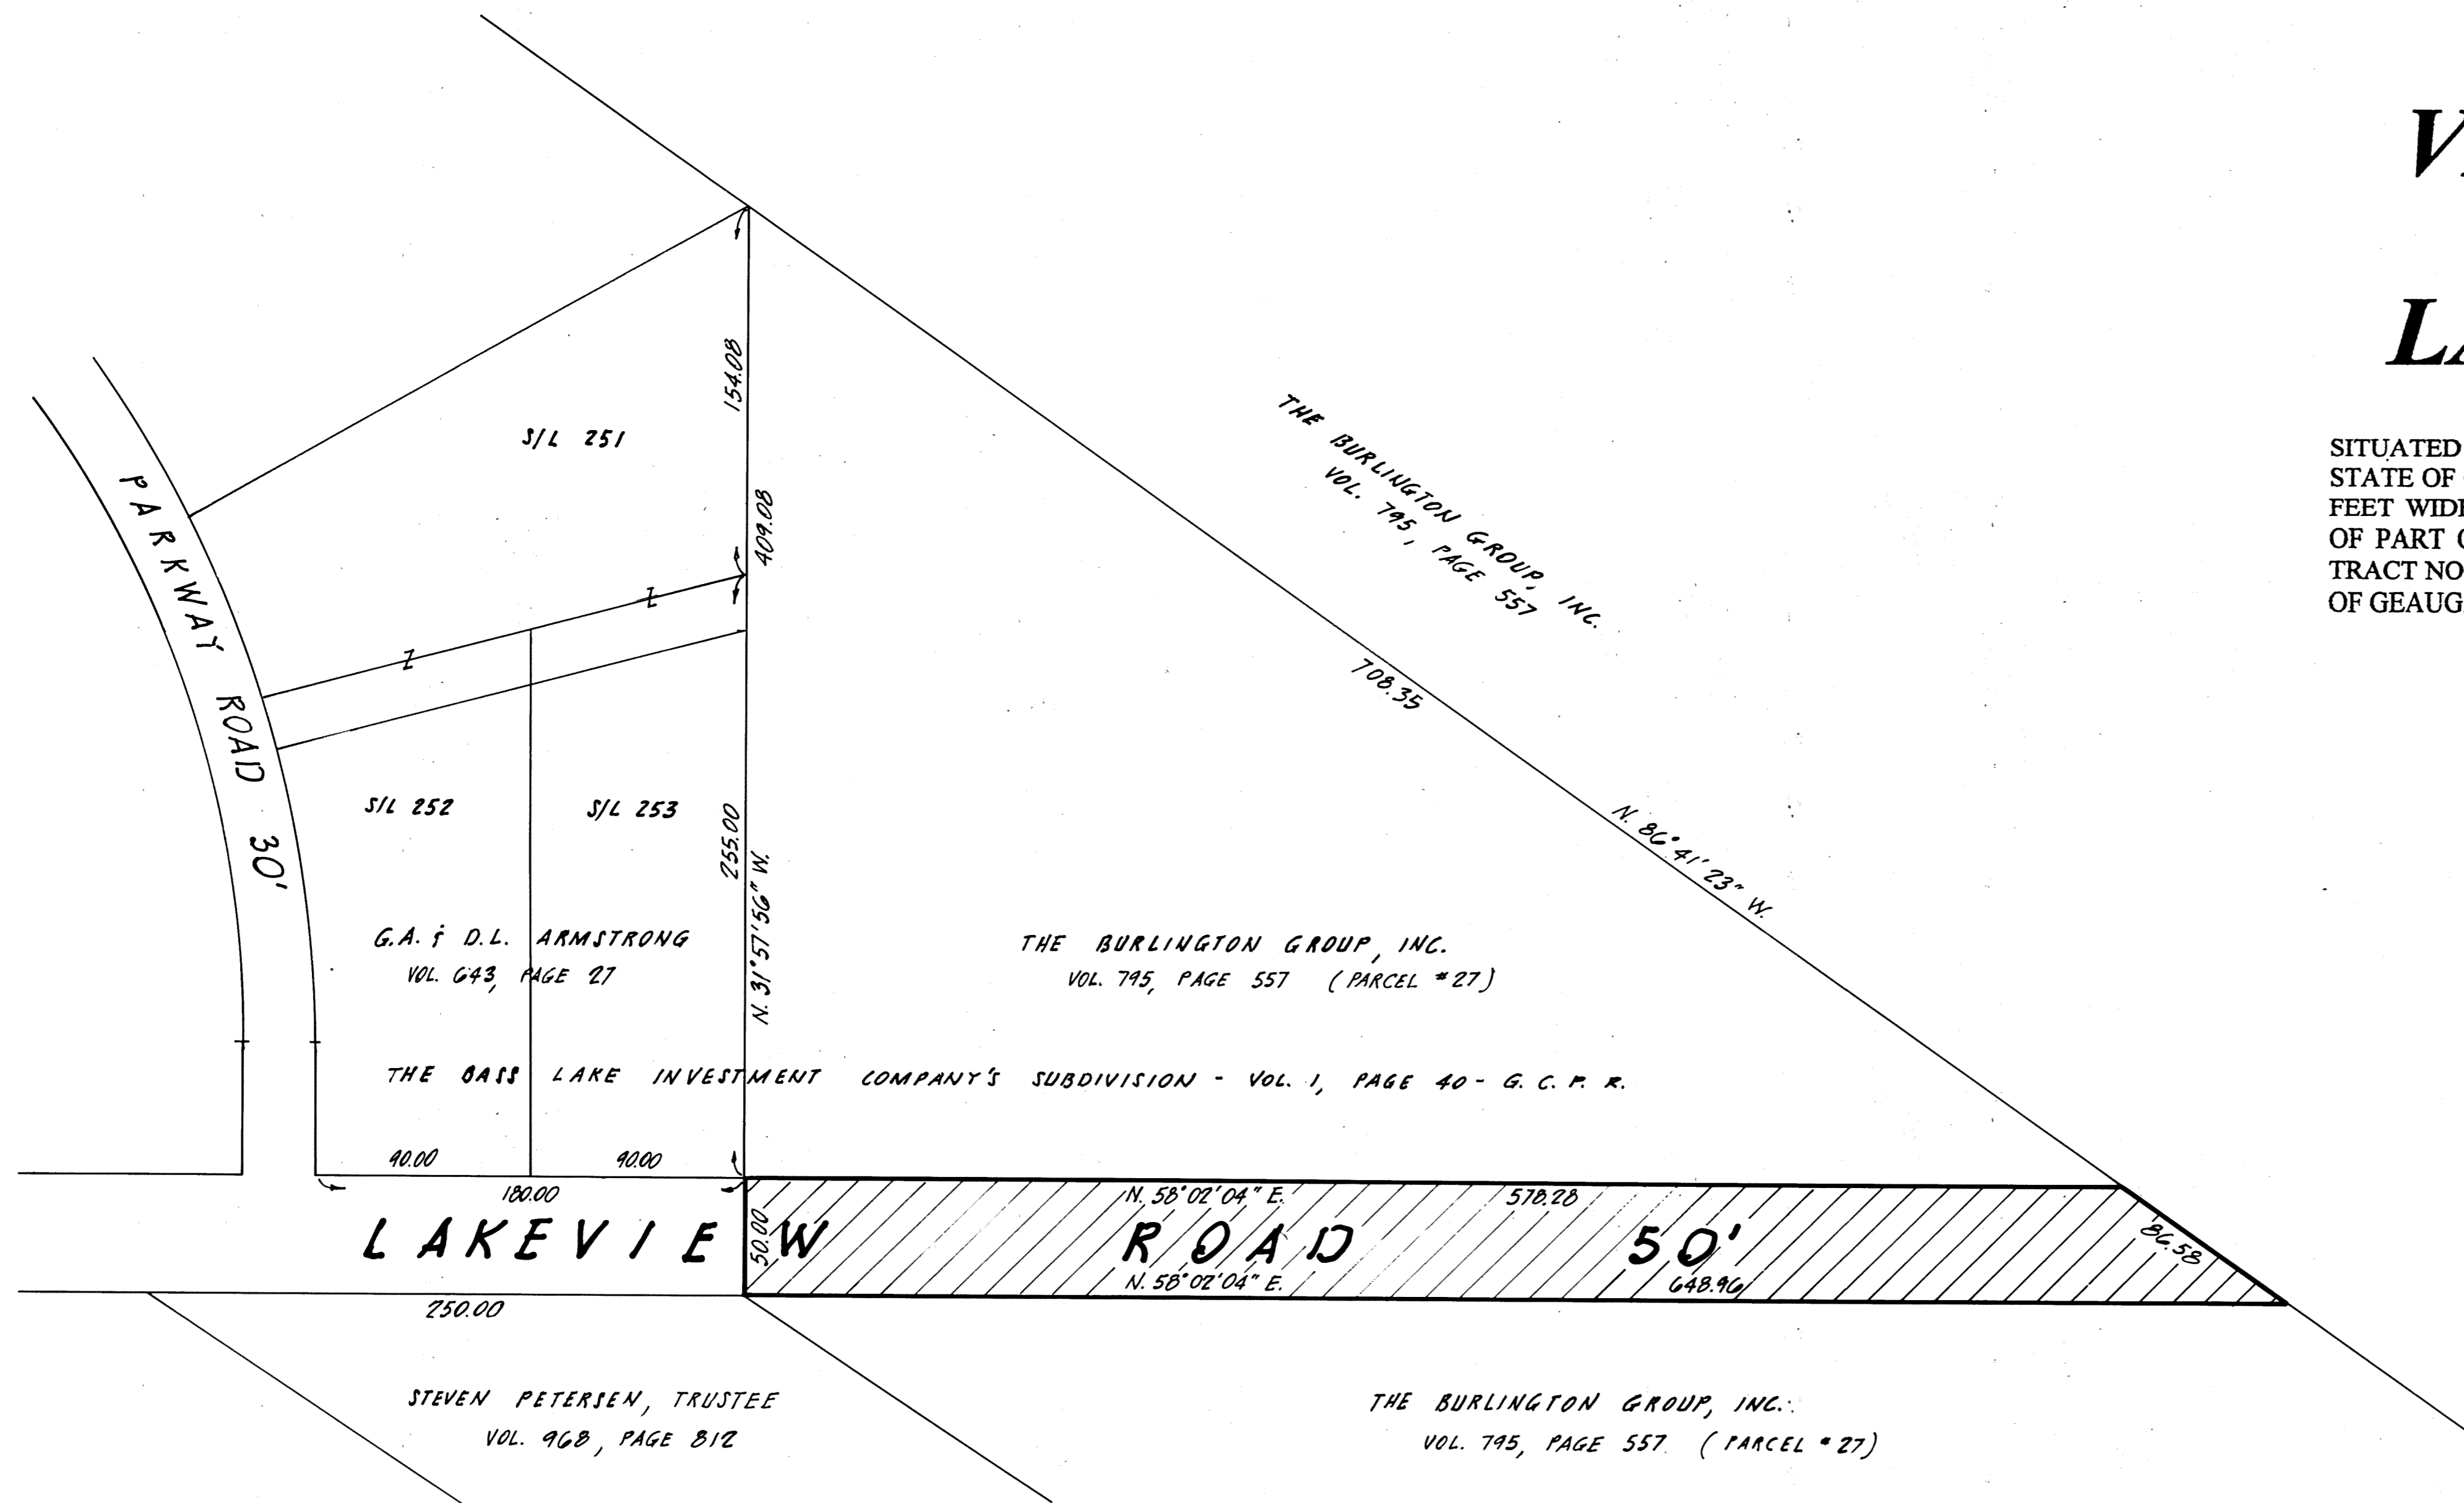 V
LA
SITUATED
STATE OF
FEET WIDE
OF PART
TRACT NO
OF GEAUG
THE BURLINGTON GROUP, INC.
VOL. 795, PAGE 557
708.35
N. 86°41'23" W.
154.08
409.08
S/L 251
PARKWAY ROAD 30'
S/L 252
S/L 253
255.00
N. 31°57'56" W.
G.A. & D.L. ARMSTRONG
VOL. 643, PAGE 27
THE BURLINGTON GROUP, INC.
VOL. 795, PAGE 557 (PARCEL #27)
THE BASS LAKE INVESTMENT COMPANY'S SUBDIVISION - VOL. 1, PAGE 40 - G. C. P. R.
90.00
90.00
180.00
N. 58°02'04" E.
578.28
LAKEVIEW ROAD 50'
50.00
86.58
N. 58°02'04" E.
648.96
250.00
STEVEN PETERSEN, TRUSTEE
VOL. 968, PAGE 812
THE BURLINGTON GROUP, INC.
VOL. 795, PAGE 557 (PARCEL #27)